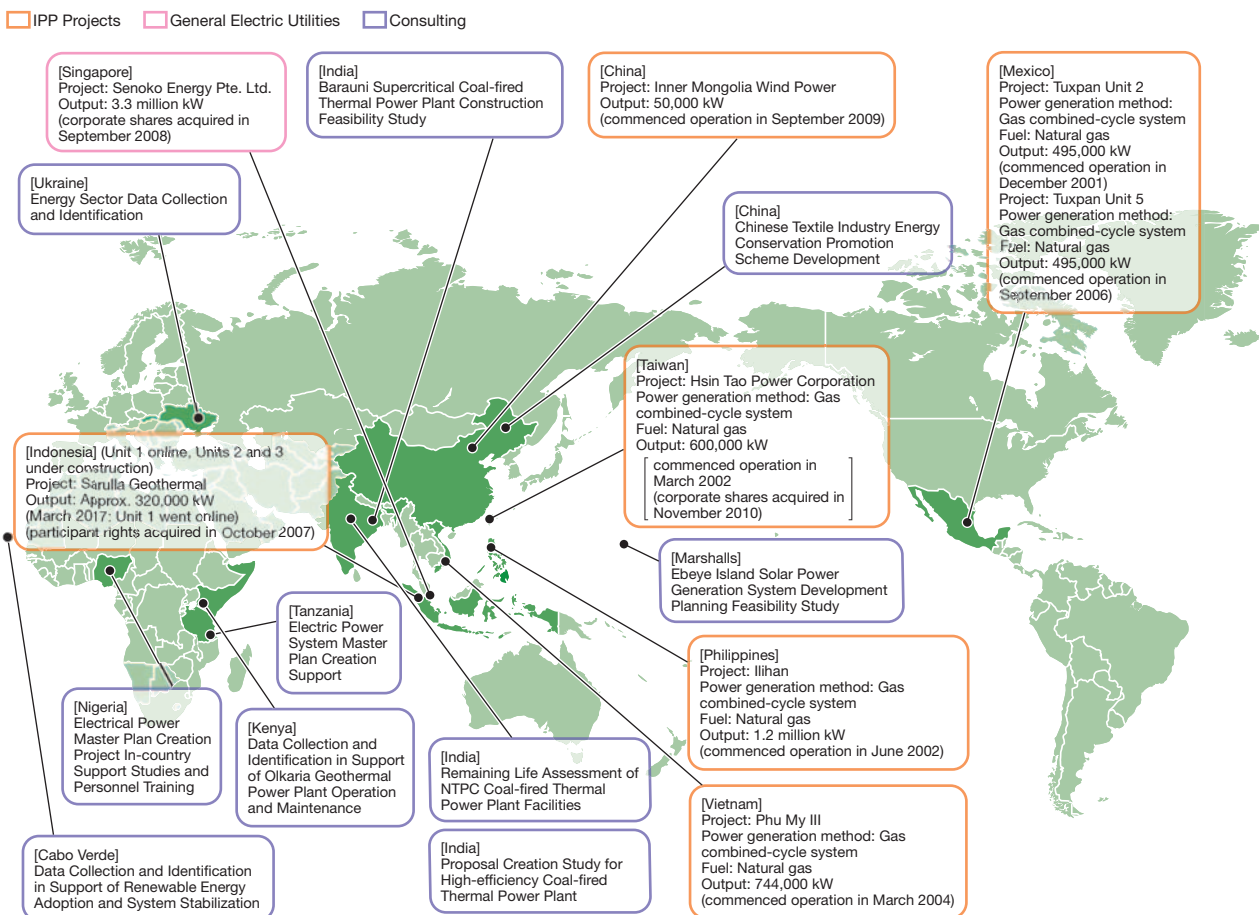 IPP Projects
General Electric Utilities
Consulting
[Singapore]
Project: Senoko Energy Pte. Ltd.
Output: 3.3 million kW
(corporate shares acquired in
September 2008)
[India]
Barauni Supercritical Coal-fired
Thermal Power Plant Construction
Feasibility Study
[China]
Project: Inner Mongolia Wind Power
Output: 50,000 kW
(commenced operation in September 2009)
[Mexico]
Project: Tuxpan Unit 2
Power generation method:
Gas combined-cycle system
Fuel: Natural gas
Output: 495,000 kW
(commenced operation in
December 2001)
Project: Tuxpan Unit 5
Power generation method:
Gas combined-cycle system
Fuel: Natural gas
Output: 495,000 kW
(commenced operation in
September 2006)
[Ukraine]
Energy Sector Data Collection
and Identification
[China]
Chinese Textile Industry Energy
Conservation Promotion
Scheme Development
[Taiwan]
Project: Hsin Tao Power Corporation
Power generation method: Gas
combined-cycle system
Fuel: Natural gas
Output: 600,000 kW
commenced operation in
March 2002
(corporate shares acquired in
November 2010)
[Indonesia] (Unit 1 online, Units 2 and 3
under construction)
Project: Sarulla Geothermal
Output: Approx. 320,000 kW
(March 2017: Unit 1 went online)
(participant rights acquired in October 2007)
[Marshalls]
Ebeye Island Solar Power
Generation System Development
Planning Feasibility Study
[Tanzania]
Electric Power
System Master
Plan Creation
Support
[Philippines]
Project: Ilihan
Power generation method: Gas
combined-cycle system
Fuel: Natural gas
Output: 1.2 million kW
(commenced operation in June 2002)
[Nigeria]
Electrical Power
Master Plan Creation
Project In-country
Support Studies and
Personnel Training
[Kenya]
Data Collection and
Identification in Support
of Olkaria Geothermal
Power Plant Operation
and Maintenance
[India]
Remaining Life Assessment of
NTPC Coal-fired Thermal
Power Plant Facilities
[Vietnam]
Project: Phu My III
Power generation method: Gas
combined-cycle system
Fuel: Natural gas
Output: 744,000 kW
(commenced operation in March 2004)
[Cabo Verde]
Data Collection and Identification
in Support of Renewable Energy
Adoption and System Stabilization
[India]
Proposal Creation Study for
High-efficiency Coal-fired
Thermal Power Plant